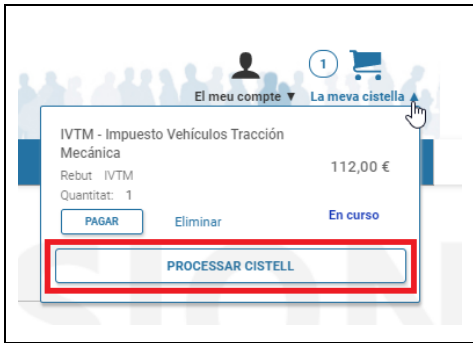 1
El meu compte ▼ La meva cistella ▲
IVTM - Impuesto Vehículos Tracción
Mecánica
112,00 €
Rebut IVTM
Quantitat: 1
PAGAR Eliminar En curso
PROCESSAR CISTELL